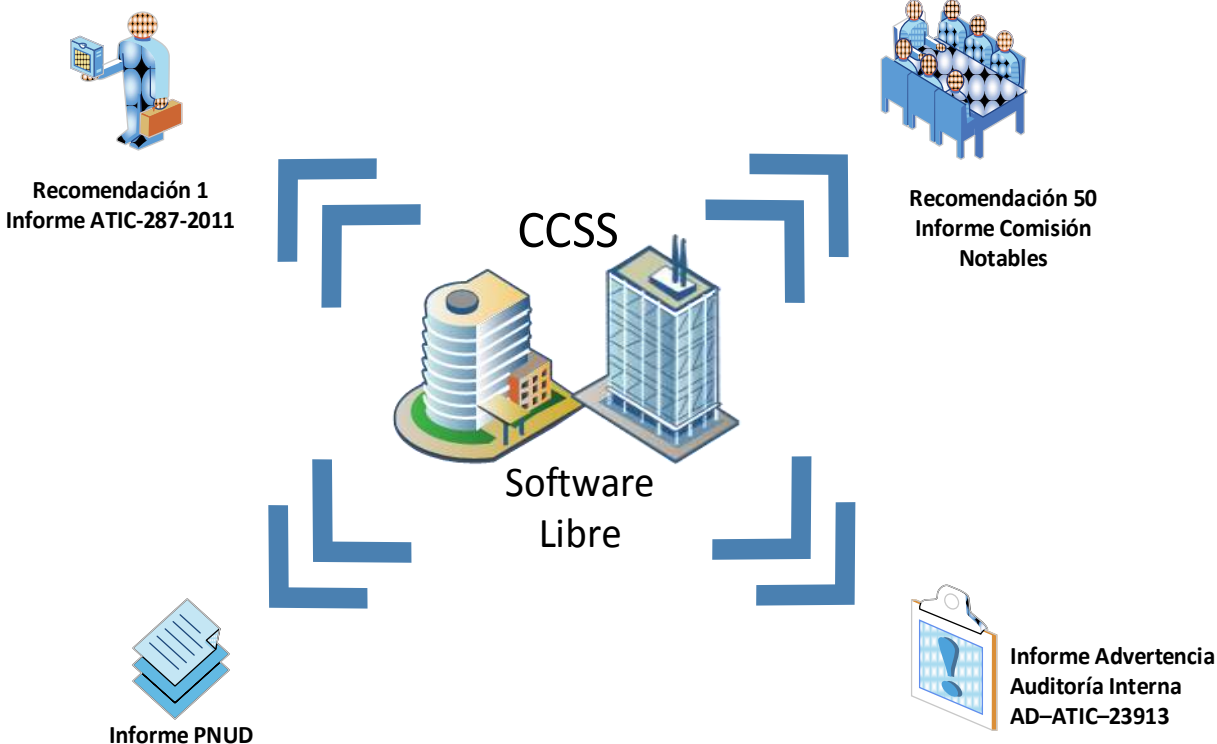 Recomendación 1
Informe ATIC-287-2011
Recomendación 50
Informe Comisión
Notables
CCSS
Software
Libre
Informe PNUD
Informe Advertencia
Auditoría Interna
AD–ATIC–23913